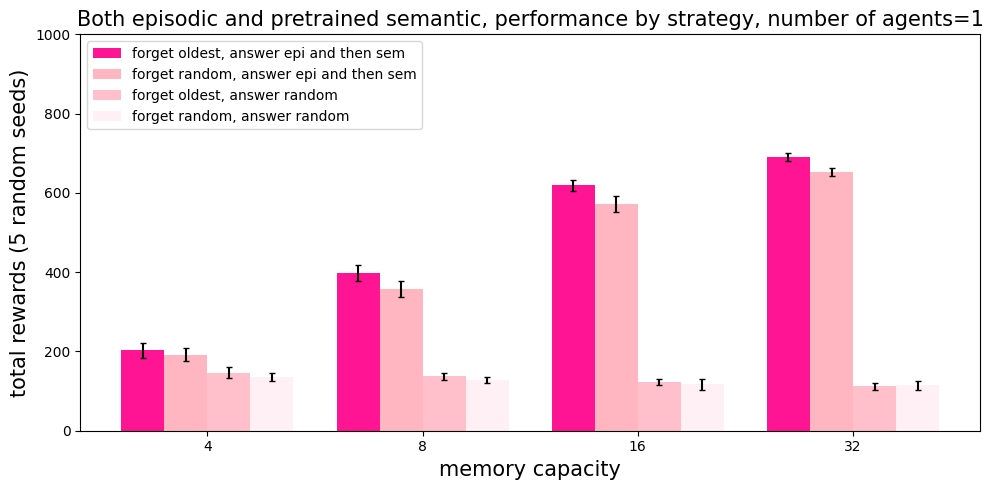 Both episodic and pretrained semantic, performance by strategy, number of agents=1
total rewards (5 random seeds)
1000
800
600
400
200
0
forget oldest, answer epi and then sem
forget random, answer epi and then sem
forget oldest, answer random
forget random, answer random
4
8
16
32
memory capacity